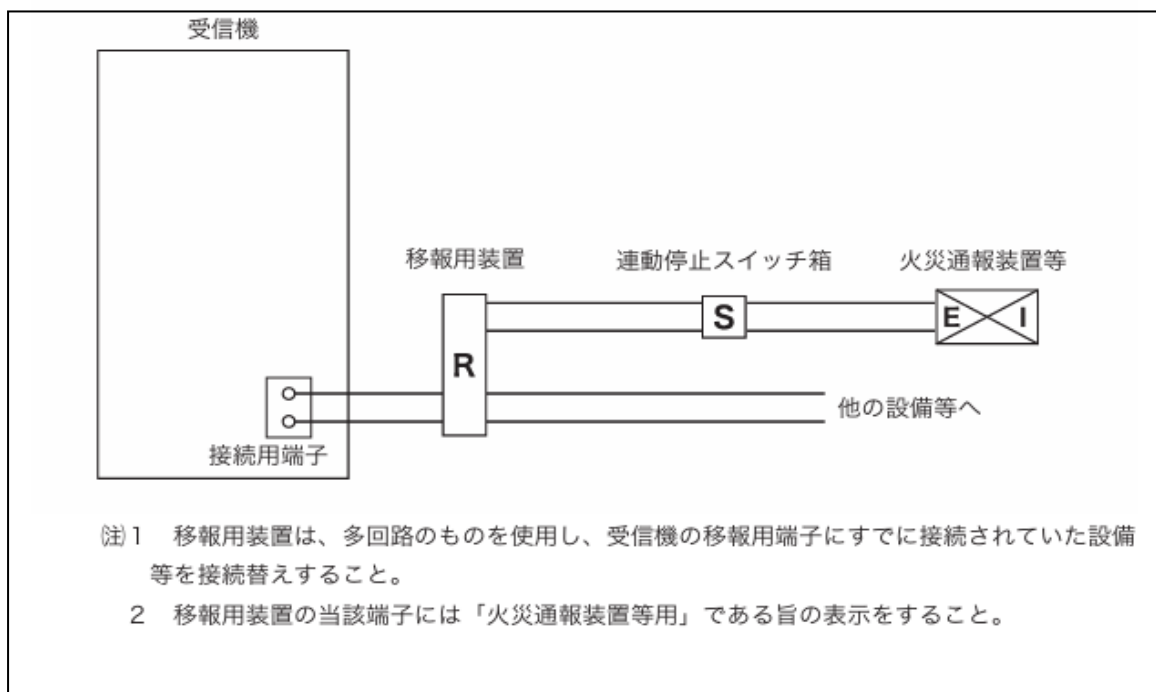 受信機
移報用装置
連動停止スイッチ箱
火災通報装置等
E I
S
R
他の設備等へ
接続用端子
㊟1 移報用装置は、多回路のものを使用し、受信機の移報用端子にすでに接続されていた設備
等を接続替えすること。
2 移報用装置の当該端子には「火災通報装置等用」である旨の表示をすること。